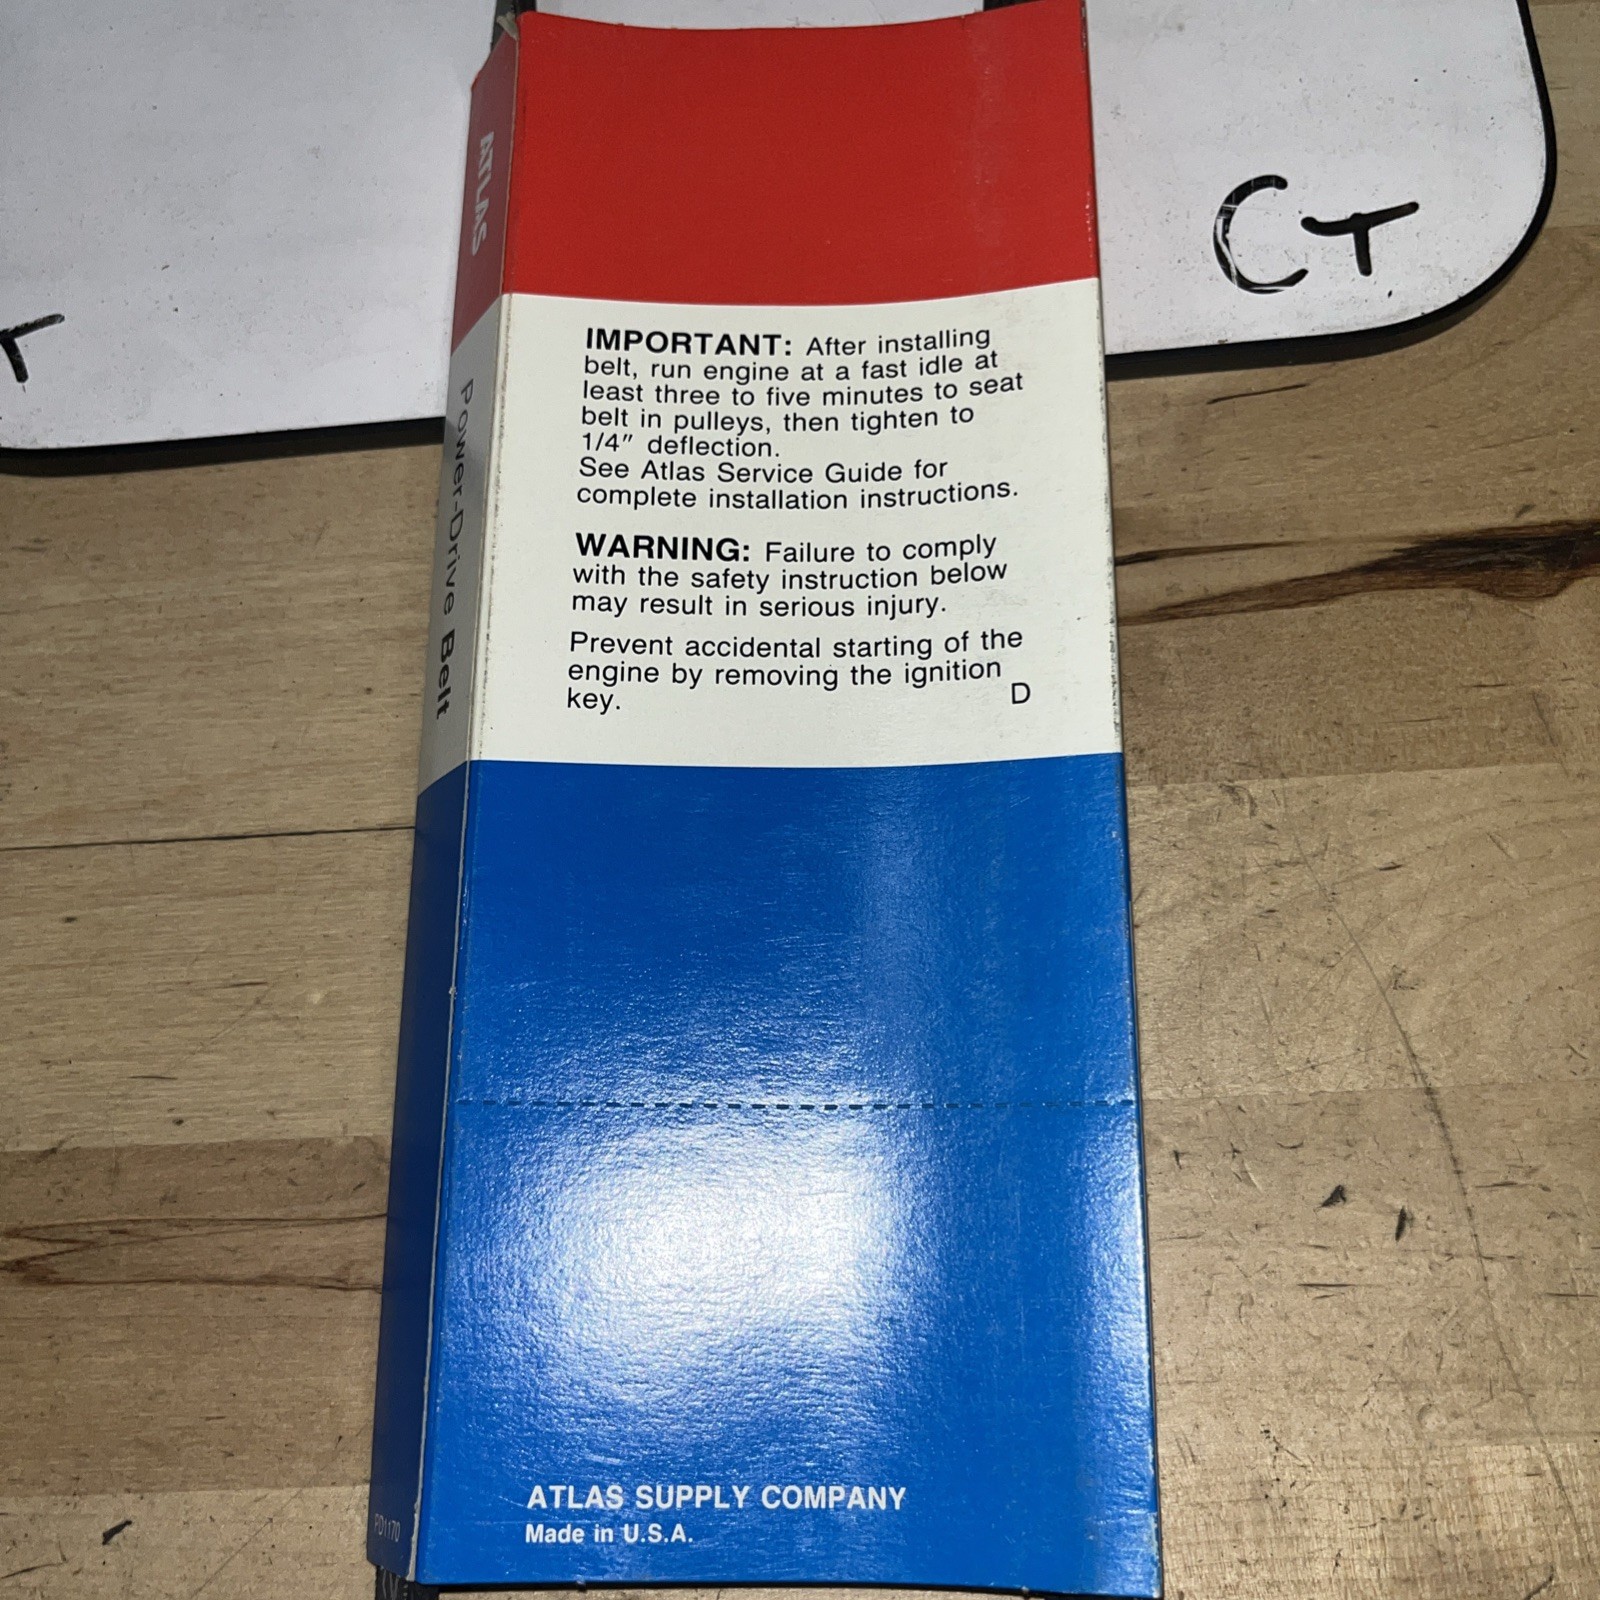 CT
ATLAS
Power-Drive Belt
IMPORTANT: After installing
belt, run engine at a fast idle at
least three to five minutes to seat
belt in pulleys, then tighten to
1/4" deflection.
See Atlas Service Guide for
complete installation instructions.
WARNING: Failure to comply
with the safety instruction below
may result in serious injury.
Prevent accidental starting of the
engine by removing the ignition
key.
D
ATLAS SUPPLY COMPANY
Made in U.S.A.
PD1170